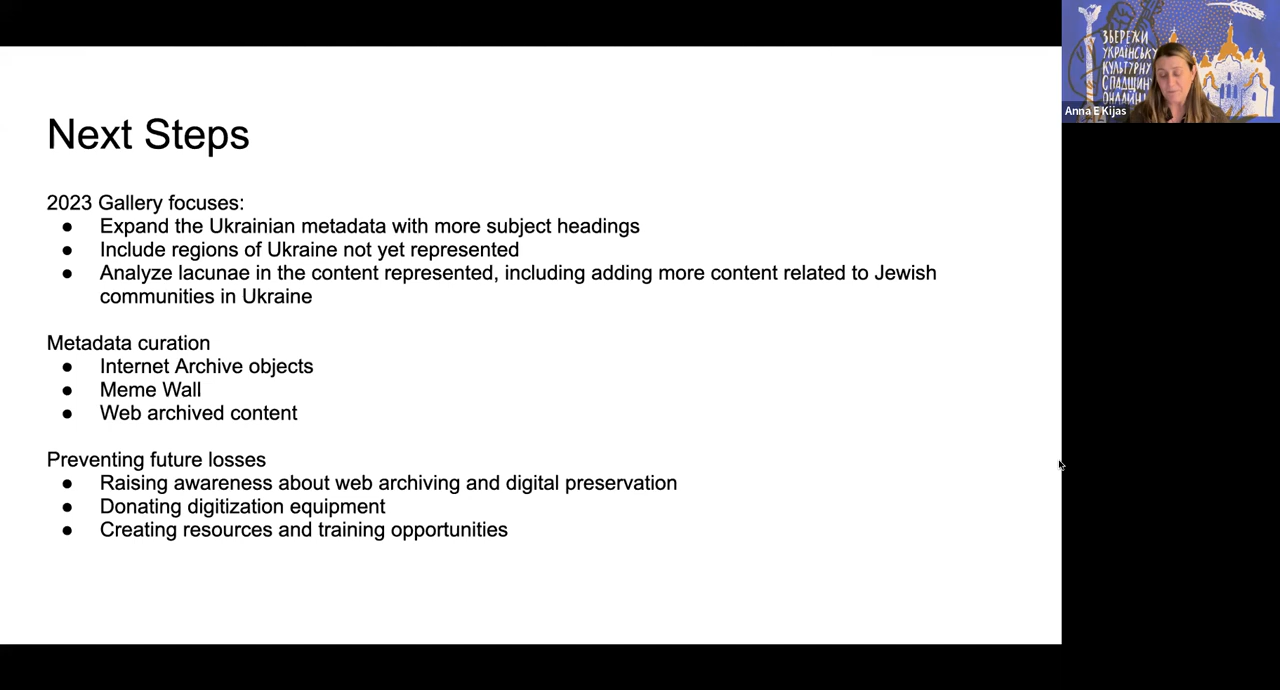 Next Steps
2023 Gallery focuses:
● Expand the Ukrainian metadata with more subject headings
● Include regions of Ukraine not yet represented
● Analyze lacunae in the content represented, including adding more content related to Jewish
communities in Ukraine
Metadata curation
● Internet Archive objects
● Meme Wall
● Web archived content
Preventing future losses
● Raising awareness about web archiving and digital preservation
● Donating digitization equipment
● Creating resources and training opportunities
ЗБЕРЕЖИ
УКРАЇНСЬКУ
КУЛЬТУРНУ
СПАДЩИНУ
ОНЛАЙН!
Anna E Kijas